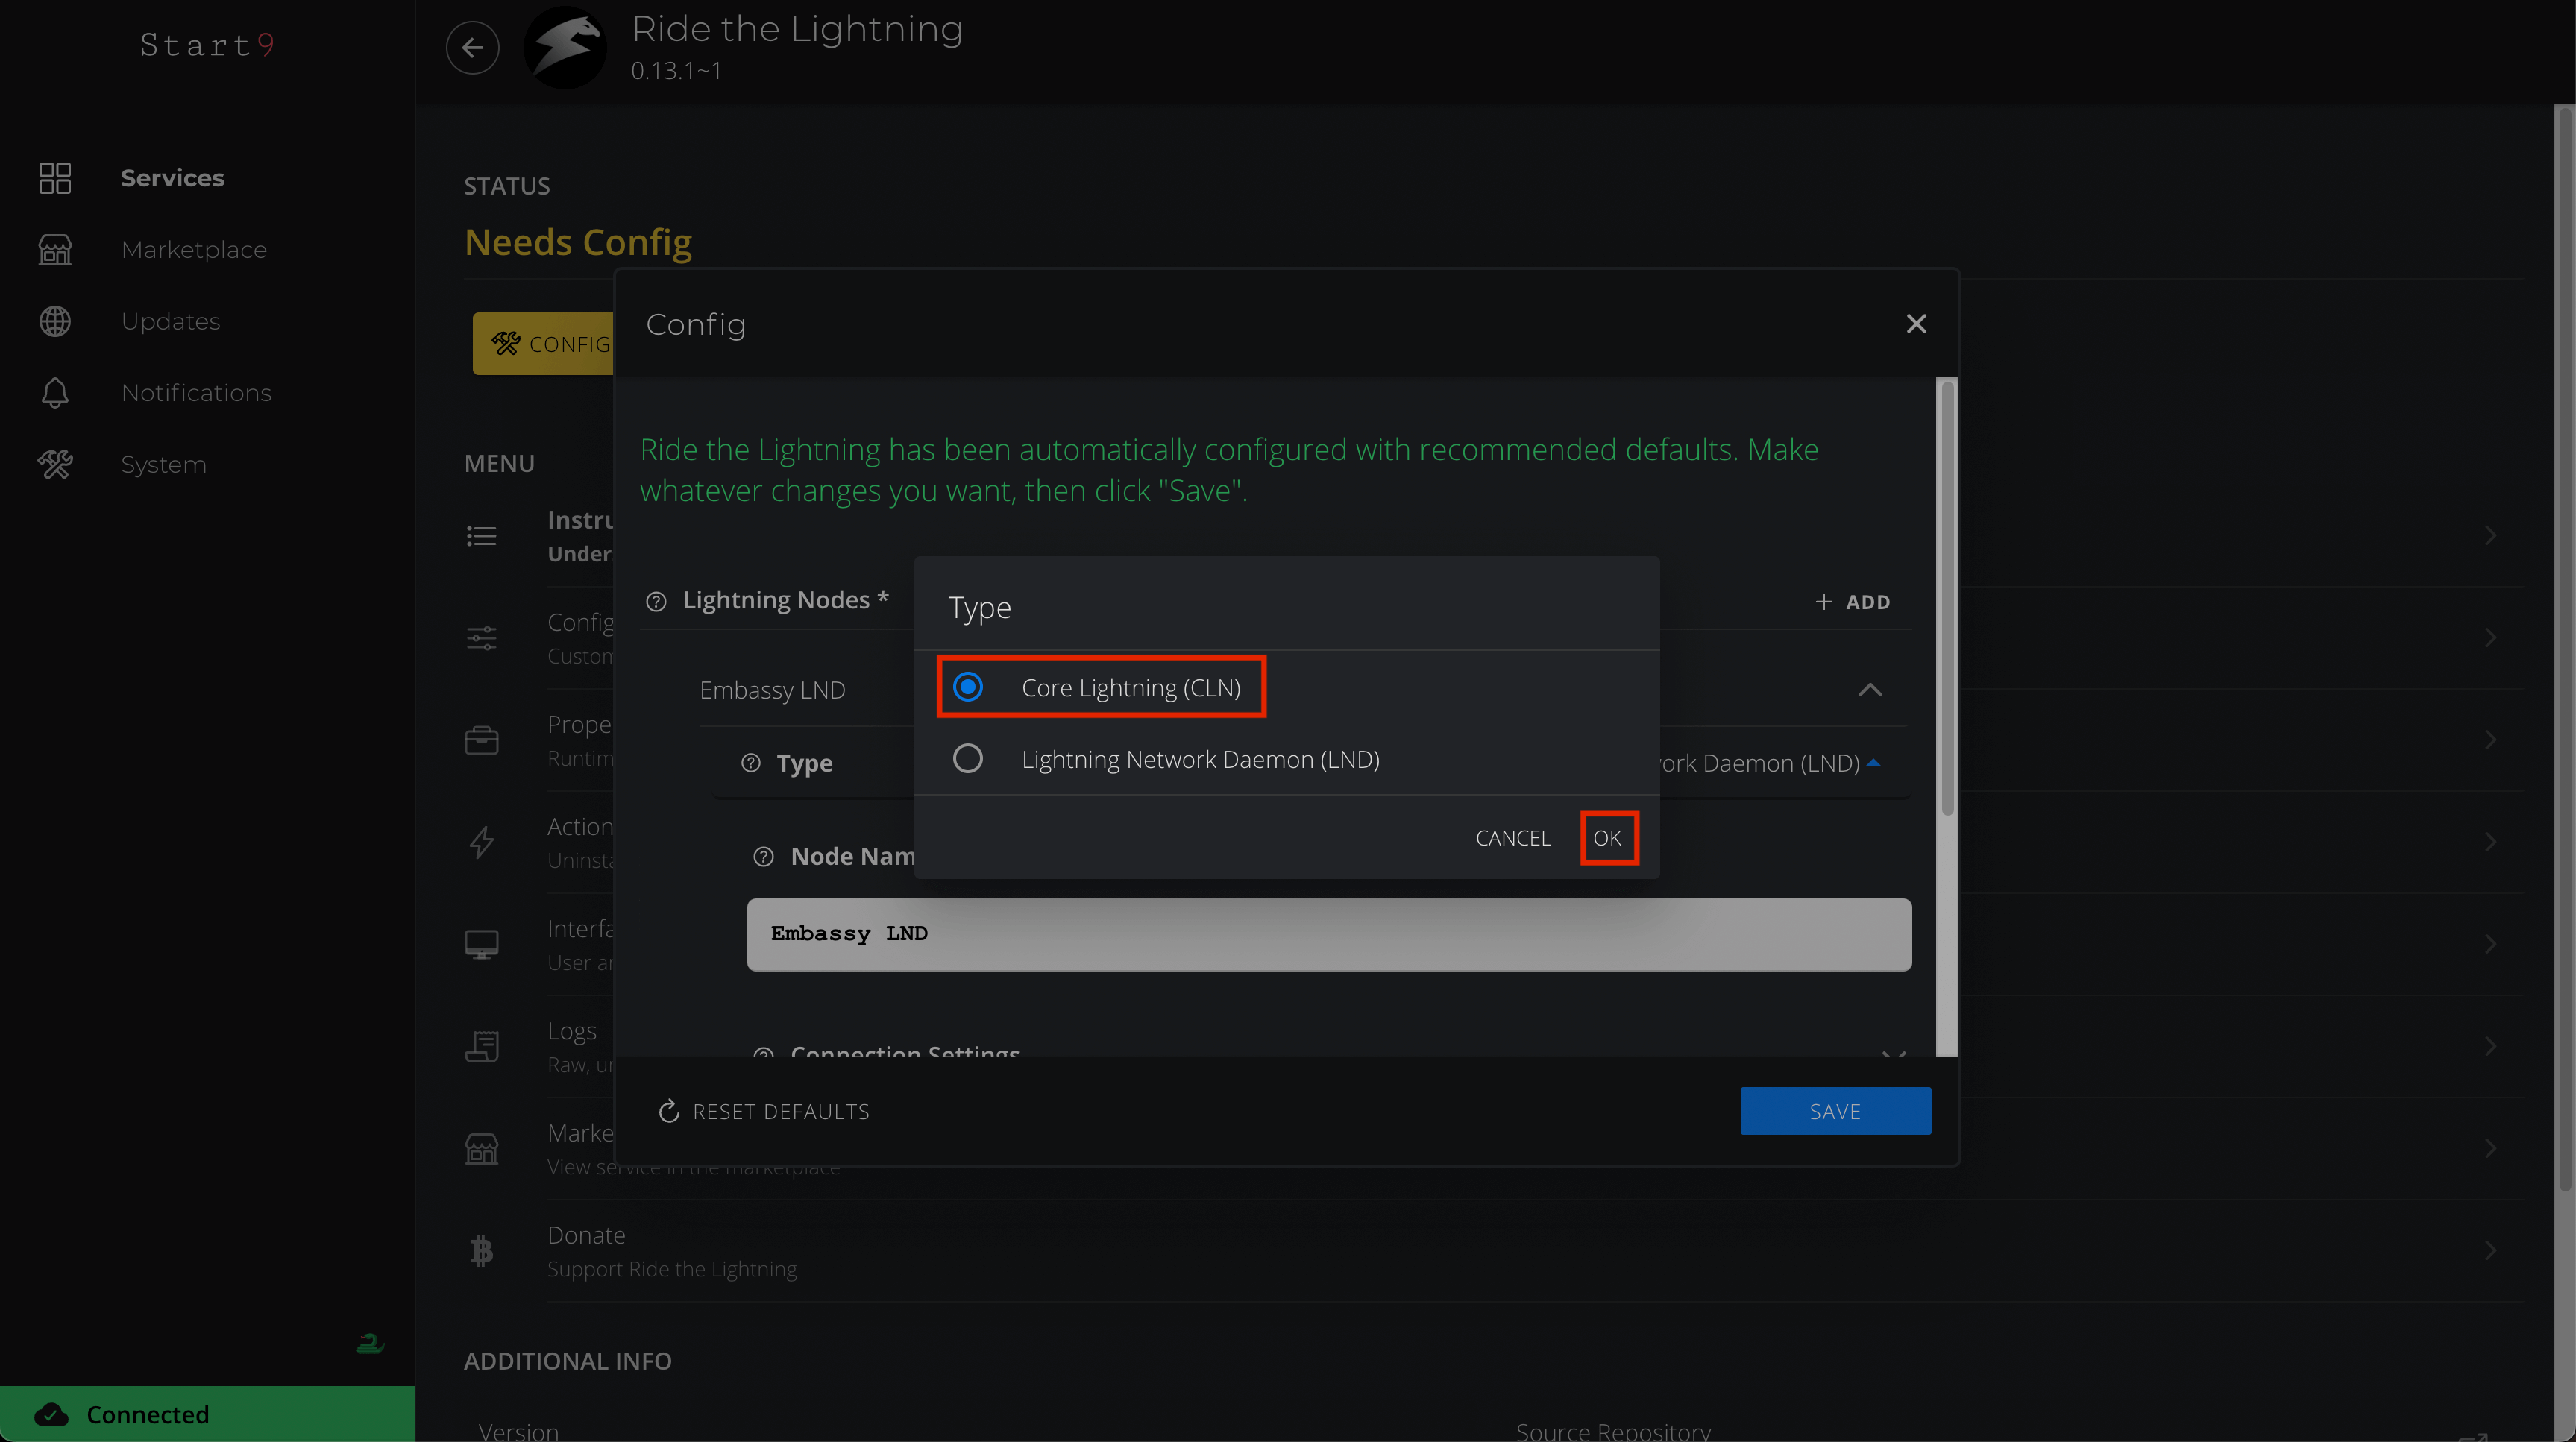 Start9
Services
Marketplace
Updates
Notifications
System
Connected
Ride the Lightning
0.13.1~1
STATUS
Needs Config
CONFIG
MENU
Instru
Under
Config
Custom
Prope
Runtim
Action
Uninsta
Interfa
User an
Logs
Raw, un
Marke
View service in the marketplace
Donate
Support Ride the Lightning
ADDITIONAL INFO
Version
Source Repository
Config
Ride the Lightning has been automatically configured with recommended defaults. Make
whatever changes you want, then click "Save".
Lightning Nodes *
+ ADD
Embassy LND
Type
ork Daemon (LND)
Node Nam
Embassy LND
Connection Settings
RESET DEFAULTS
SAVE
Type
Core Lightning (CLN)
Lightning Network Daemon (LND)
CANCEL
OK